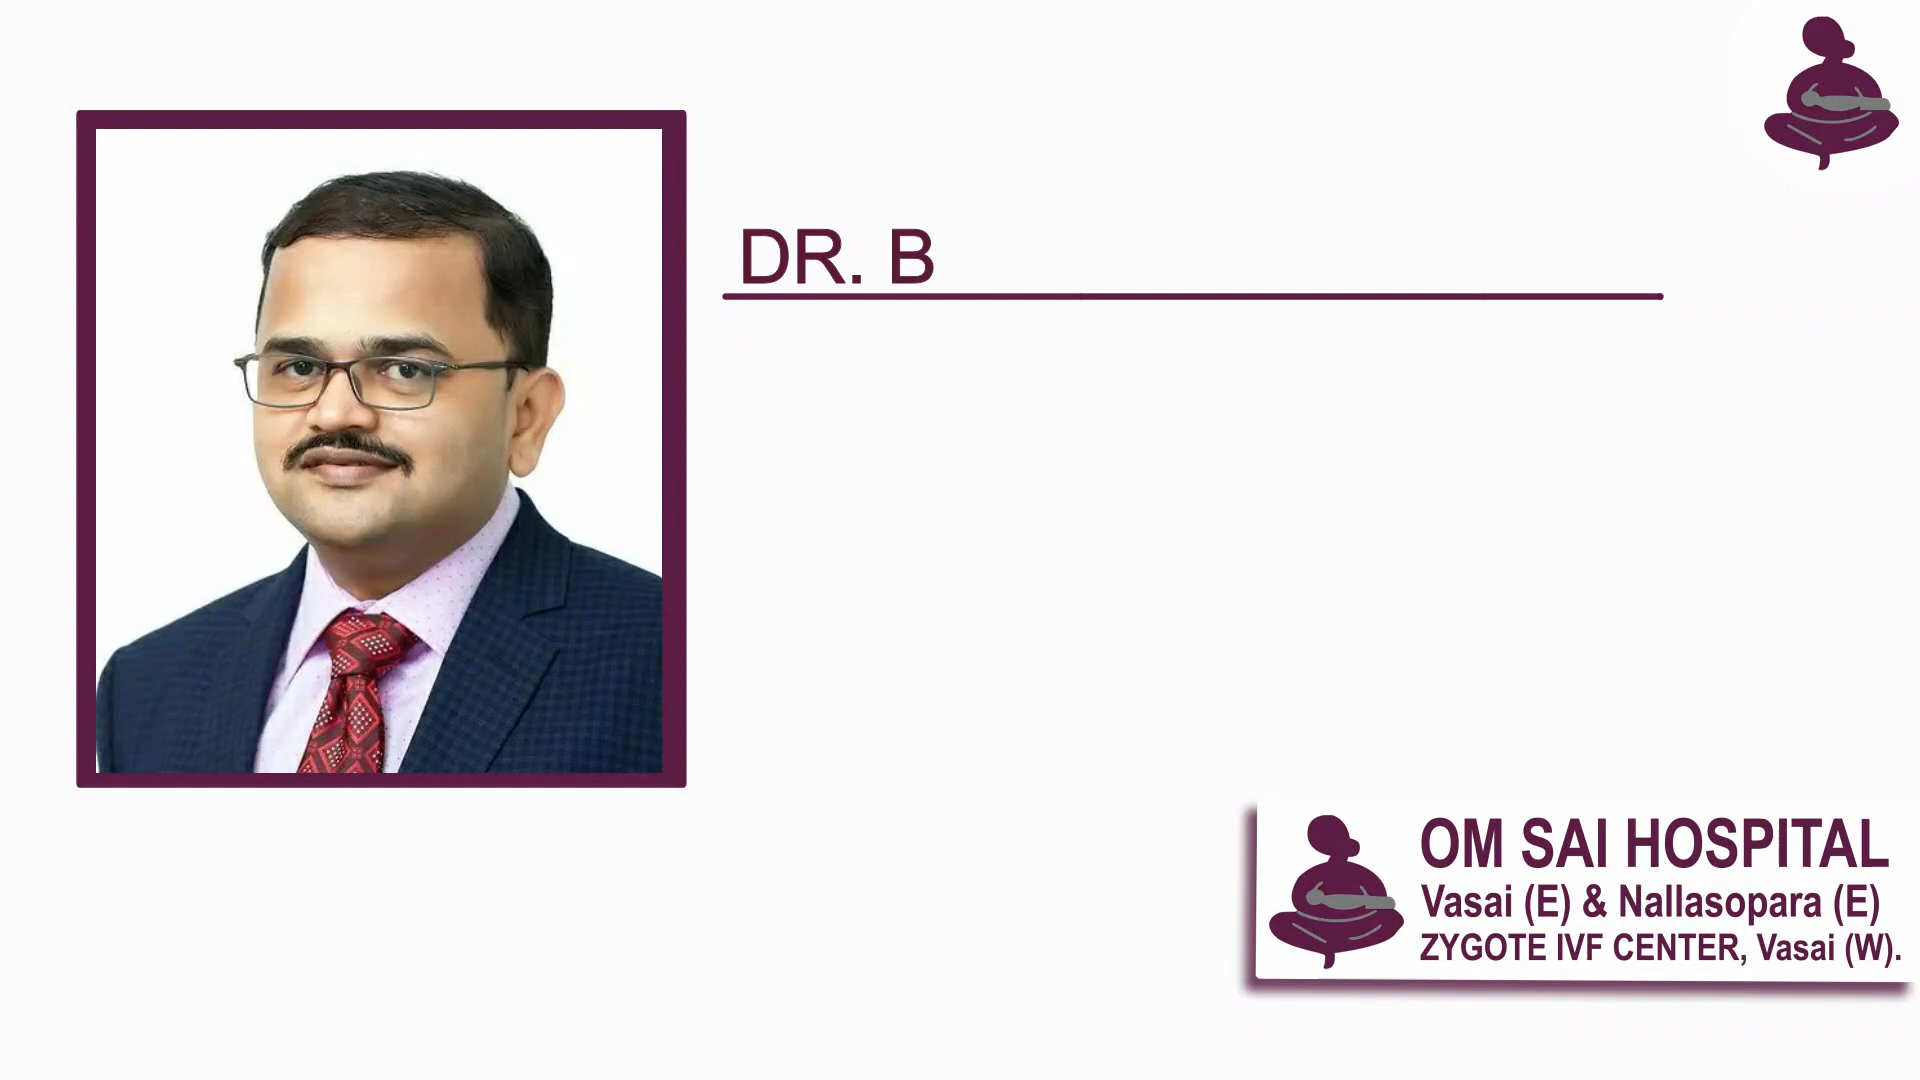 DR. B
OM SAI HOSPITAL
Vasai (E) & Nallasopara (E)
ZYGOTE IVF CENTER, Vasai (W).